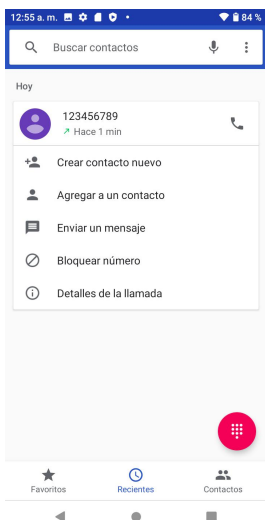 12:55 a. m. 84 %
Buscar contactos
Hoy
123456789
Hace 1 min
Crear contacto nuevo
Agregar a un contacto
Enviar un mensaje
Bloquear número
Detalles de la llamada
Favoritos Recientes Contactos